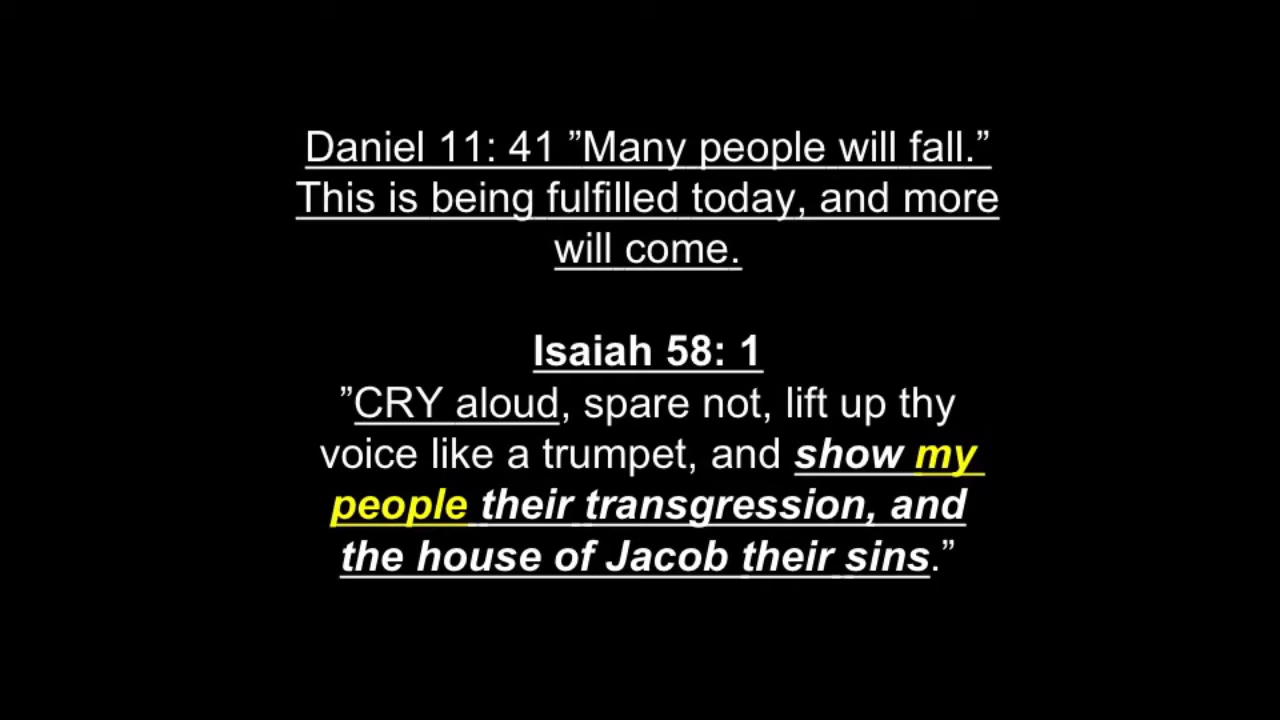 Daniel 11: 41 ”Many people will fall.”
This is being fulfilled today, and more
will come.
Isaiah 58: 1
”CRY aloud, spare not, lift up thy
voice like a trumpet, and show my
people their transgression, and
the house of Jacob their sins.”